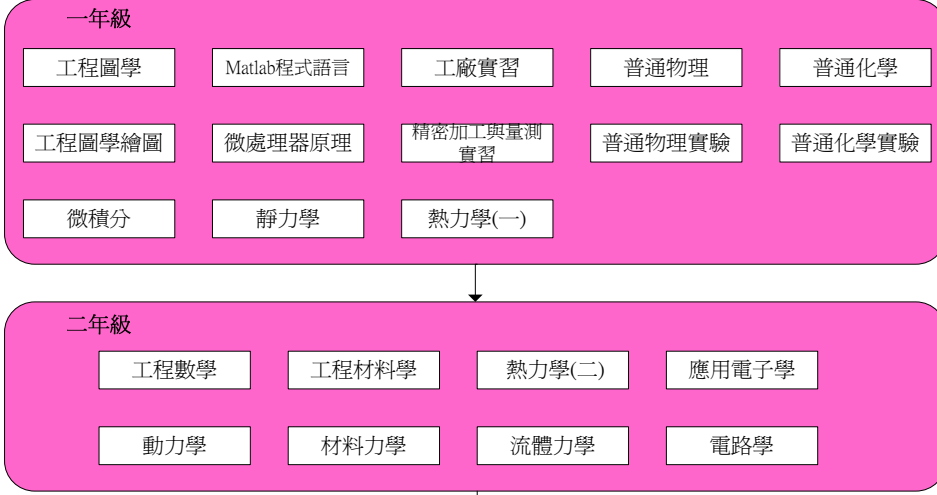 一年級
工程圖學
Matlab程式語言
工廠實習
普通物理
普通化學
工程圖學繪圖
微處理器原理
精密加工與量測
實習
普通物理實驗
普通化學實驗
微積分
靜力學
熱力學(一)
二年級
工程數學
工程材料學
熱力學(二)
應用電子學
動力學
材料力學
流體力學
電路學